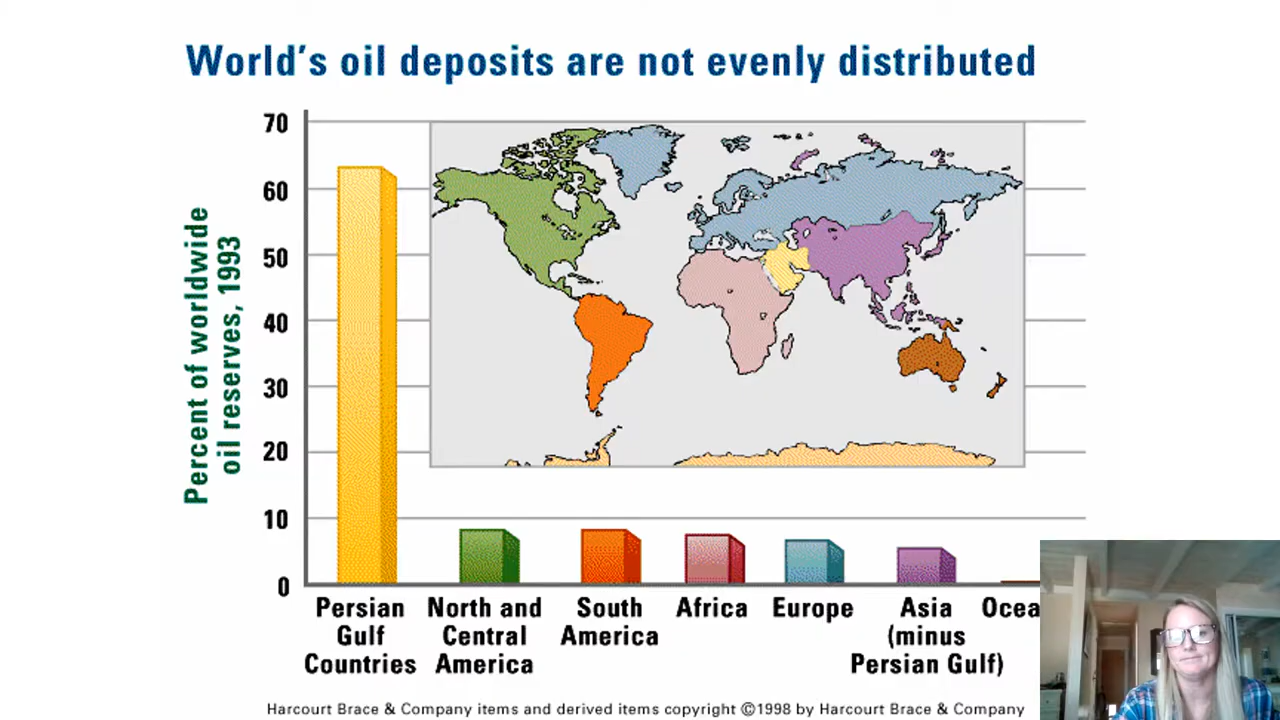 World's oil deposits are not evenly distributed
Percent of worldwide
oil reserves, 1993
70
60
50
40
30
20
10
0
Persian
Gulf
Countries
North and
Central
America
South
America
Africa
Europe
Asia
(minus
Persian Gulf)
Ocea
Harcourt Brace & Company items and derived items copyright ©1998 by Harcourt Brace & Company